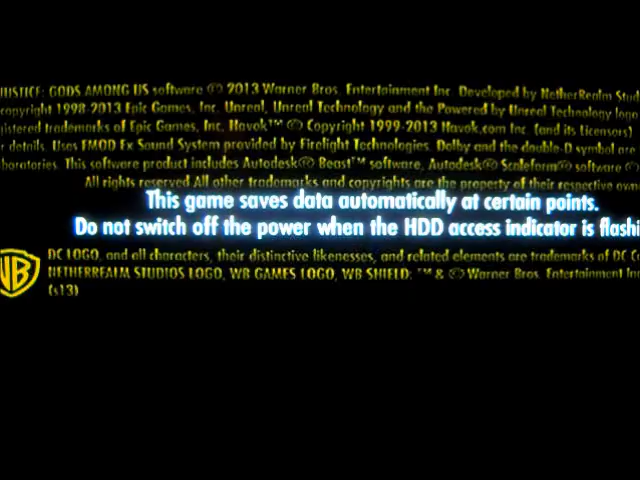 JUSTICE: GODS AMONG US software © 2013 Warner Bros. Entertainment Inc. Developed by NetherRealm Stud
copyright 1998-2013 Epic Games, Inc. Unreal, Unreal Technology and the Powered by Unreal Technology logo
istered trademarks of Epic Games, Inc. Havok™ © Copyright 1999-2013 Havok.com Inc. (and its Licensors)
r details. Uses FMOD Ex Sound System provided by Firelight Technologies. Dolby and the double-D symbol are
boratories. This software product includes Autodesk® Beast™ software, Autodesk® Scaleform® software ©
All rights reserved All other trademarks and copyrights are the property of their respective own
This game saves data automatically at certain points.
Do not switch off the power when the HDD access indicator is flashi
WB
DC LOGO, and all characters, their distinctive likenesses, and related elements are trademarks of DC Co
NETHERREALM STUDIOS LOGO, WB GAMES LOGO, WB SHIELD: ™ & © Warner Bros. Entertainment Inc
(s13)